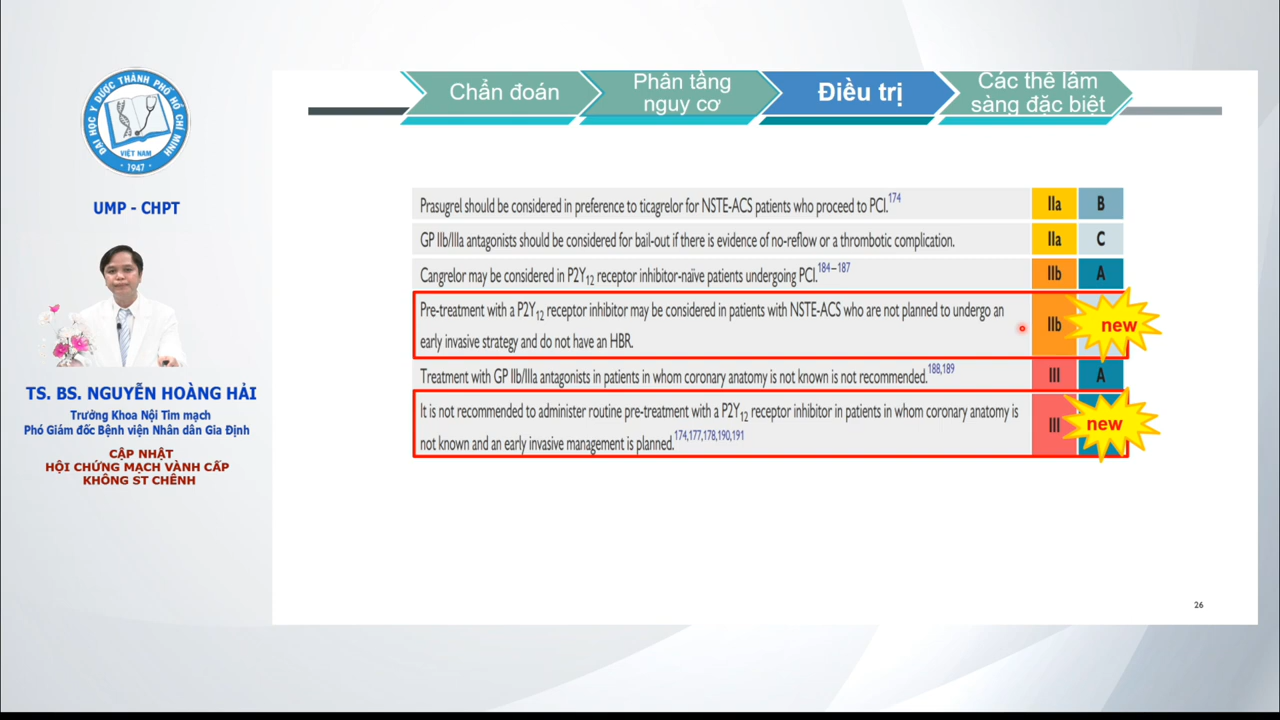 ĐẠI HỌC Y DƯỢC THÀNH PHỐ HỒ CHÍ MINH
VIỆT NAM
1947
UMP - CHPT
TS. BS. NGUYỄN HOÀNG HẢI
Trưởng Khoa Nội Tim mạch
Phó Giám đốc Bệnh viện Nhân dân Gia Định
CẬP NHẬT
HỘI CHỨNG MẠCH VÀNH CẤP
KHÔNG ST CHÊNH
Chẩn đoán
Phân tầng
nguy cơ
Điều trị
Các thể lâm
sàng đặc biệt
Prasugrel should be considered in preference to ticagrelor for NSTE-ACS patients who proceed to PCI.174 IIa B
GP IIb/IIIa antagonists should be considered for bail-out if there is evidence of no-reflow or a thrombotic complication. IIa C
Cangrelor may be considered in P2Y12 receptor inhibitor-naïve patients undergoing PCI.184–187 IIb A
Pre-treatment with a P2Y12 receptor inhibitor may be considered in patients with NSTE-ACS who are not planned to undergo an
early invasive strategy and do not have an HBR.
IIb new
Treatment with GP IIb/IIIa antagonists in patients in whom coronary anatomy is not known is not recommended.188,189 III A
It is not recommended to administer routine pre-treatment with a P2Y12 receptor inhibitor in patients in whom coronary anatomy is
not known and an early invasive management is planned.174,177,178,190,191
III new
26